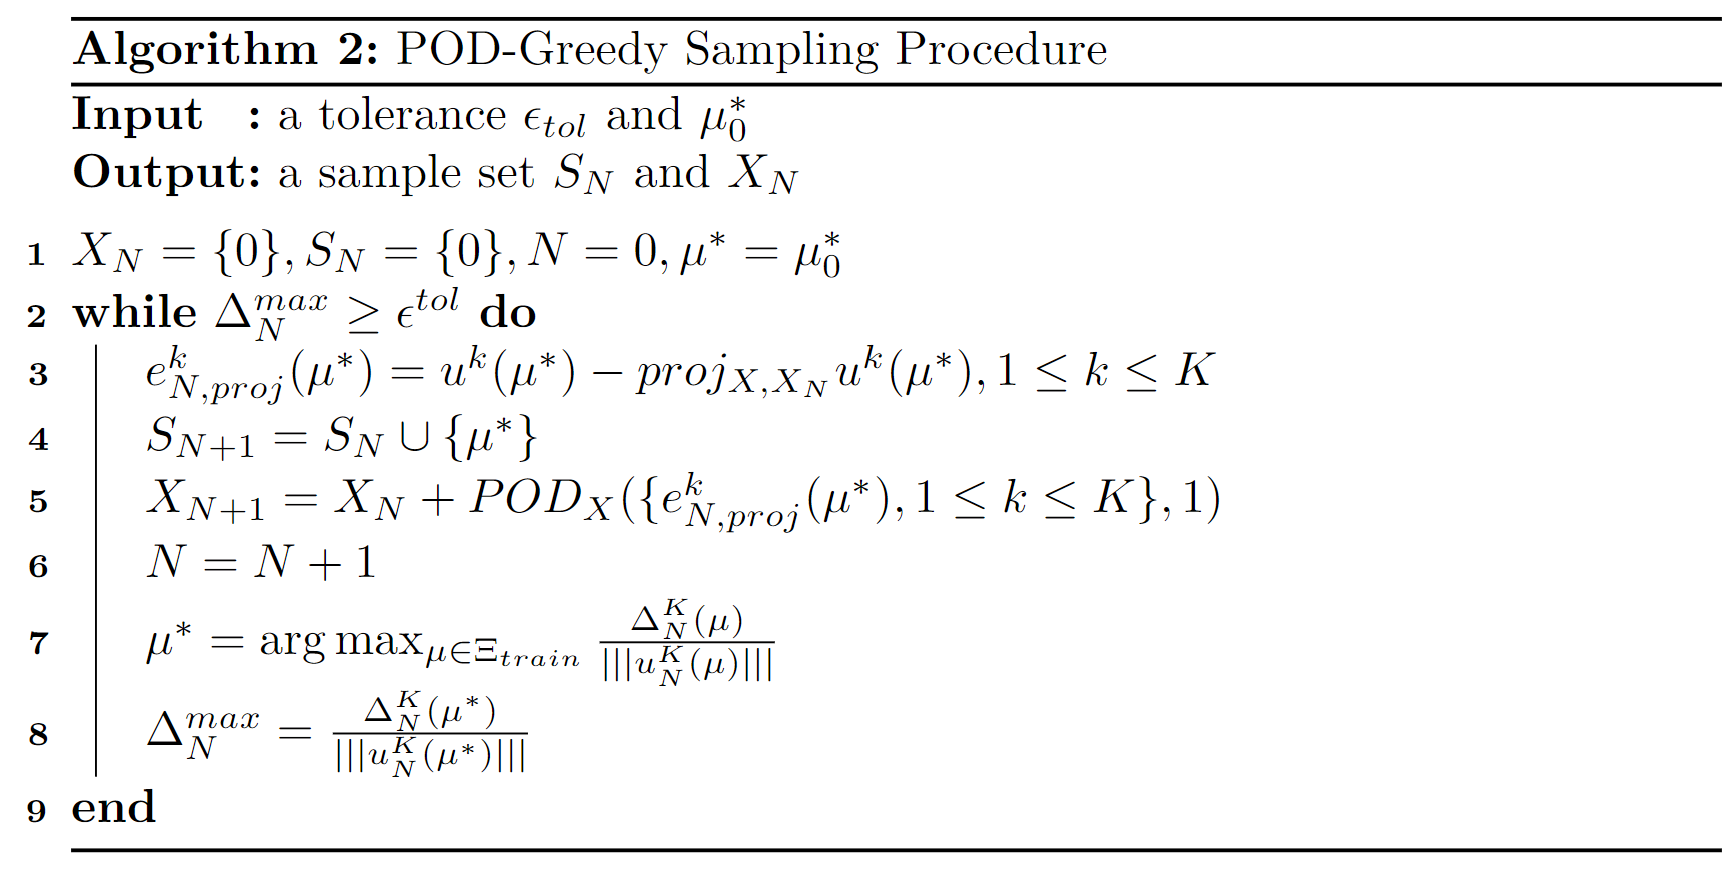 Algorithm 2: POD-Greedy Sampling Procedure
Input : a tolerance $\epsilon_{tol}$ and $\mu_0^*$
Output: a sample set $S_N$ and $X_N$
1 $X_N = \{0\}, S_N = \{0\}, N = 0, \mu^* = \mu_0^*$
2 while $\Delta_N^{max} \geq \epsilon^{tol}$ do
3 $e_{N,proj}^k(\mu^*) = u^k(\mu^*) - proj_{X,X_N} u^k(\mu^*), 1 \leq k \leq K$
4 $S_{N+1} = S_N \cup \{\mu^*\}$
5 $X_{N+1} = X_N + POD_X(\{e_{N,proj}^k(\mu^*), 1 \leq k \leq K\}, 1)$
6 $N = N + 1$
7 $\mu^* = \arg\max_{\mu \in \Xi_{train}} \frac{\Delta_N^K(\mu)}{|||u_N^K(\mu)|||}$
8 $\Delta_N^{max} = \frac{\Delta_N^K(\mu^*)}{|||u_N^K(\mu^*)|||}$
9 end